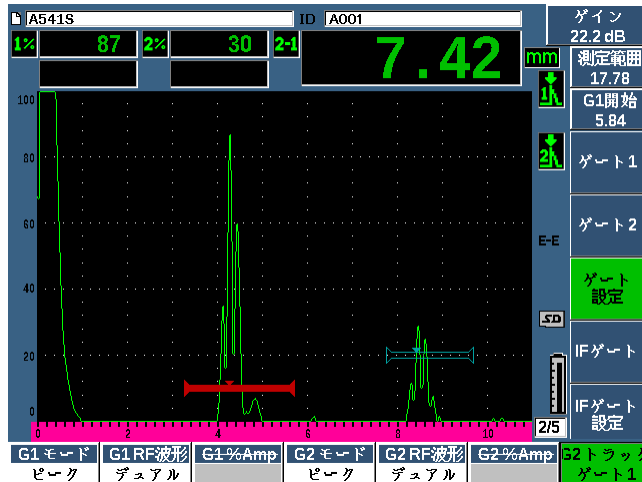 A541S ID A001
ゲイン
22.2 dB
1% 87 2% 30 2-1 7.42 mm
測定範囲
17.78
G1開始
5.84
ゲート1
ゲート2
E-E
ゲート
設定
SD
IFゲート
IFゲート
設定
2/5
100
80
60
40
20
0
0 2 4 6 8 10
1
2
G1 モード
ピーク
G1 RF波形
デュアル
G1 %Amp
G2 モード
ピーク
G2 RF波形
デュアル
G2 %Amp
G2トラック
ゲート1